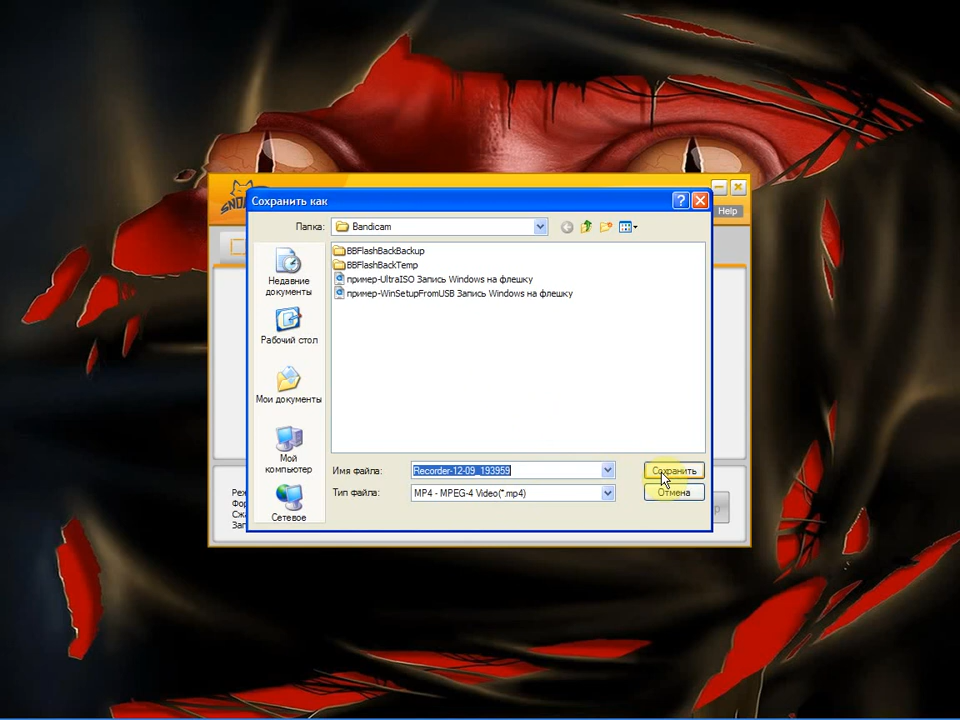 Сохранить как
Help
Папка: Bandicam
BBFlashBackBackup
BBFlashBackTemp
пример-UltraISO Запись Windows на флешку
пример-WinSetupFromUSB Запись Windows на флешку
Недавние
документы
Рабочий стол
Мои документы
Мой
компьютер
Сетевое
Имя файла: Recorder-12-09_193959
Сохранить
Тип файла: MP4 - MPEG-4 Video(*.mp4)
Отмена